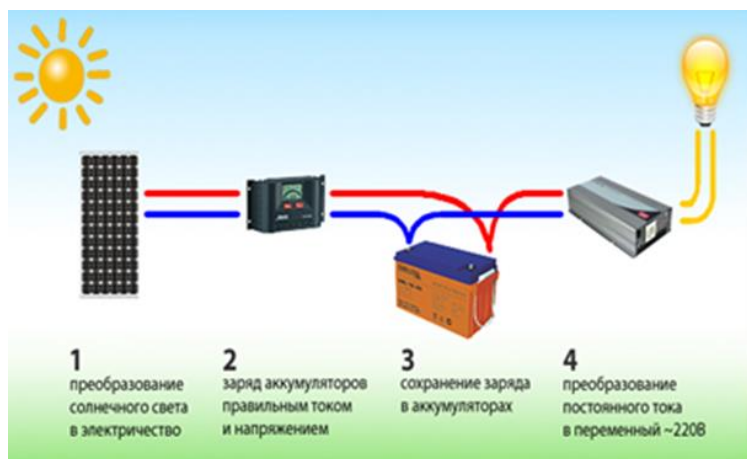 1
преобразование
солнечного света
в электричество
2
заряд аккумуляторов
правильным током
и напряжением
3
сохранение заряда
в аккумуляторах
4
преобразование
постоянного тока
в переменный ~220В